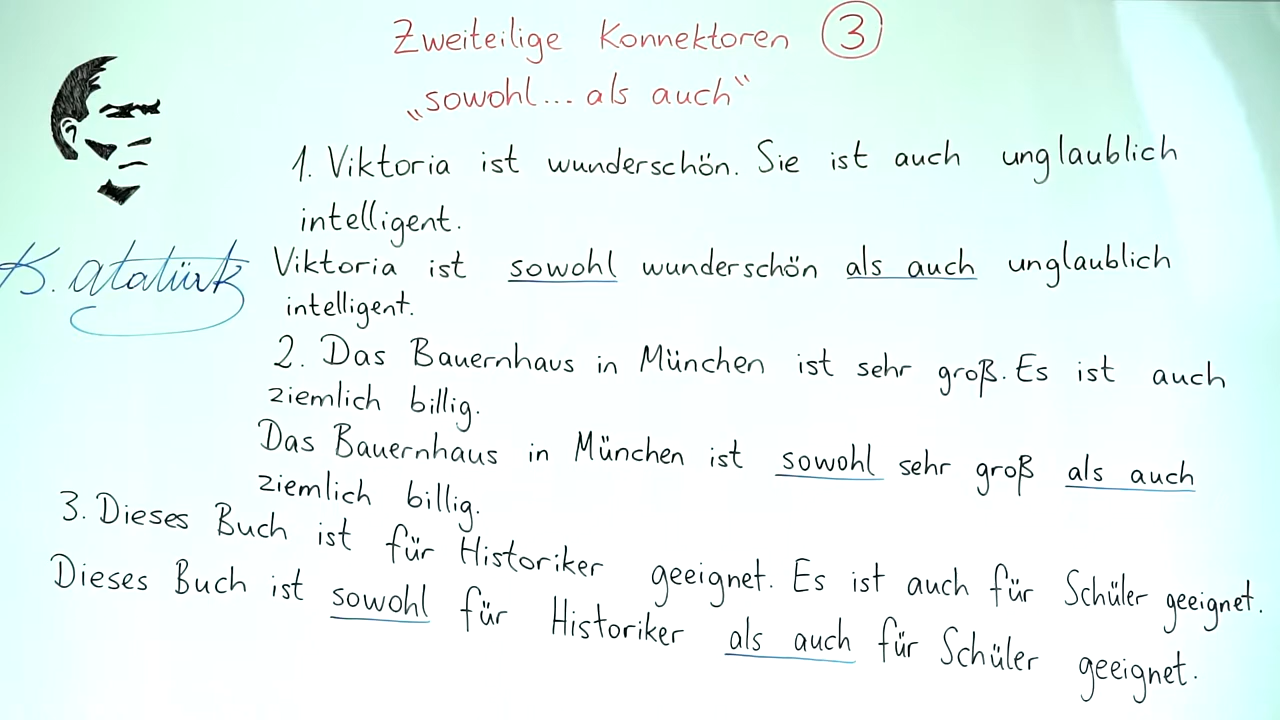 Zweiteilige Konnektoren 3
„sowohl... als auch“
1. Viktoria ist wunderschön. Sie ist auch unglaublich
intelligent.
Viktoria ist sowohl wunderschön als auch unglaublich
intelligent.
K. atatürk
2. Das Bauernhaus in München ist sehr groß. Es ist auch
ziemlich billig.
Das Bauernhaus in München ist sowohl sehr groß als auch
ziemlich billig.
3. Dieses Buch ist für Historiker geeignet. Es ist auch für Schüler geeignet.
Dieses Buch ist sowohl für Historiker als auch für Schüler geeignet.